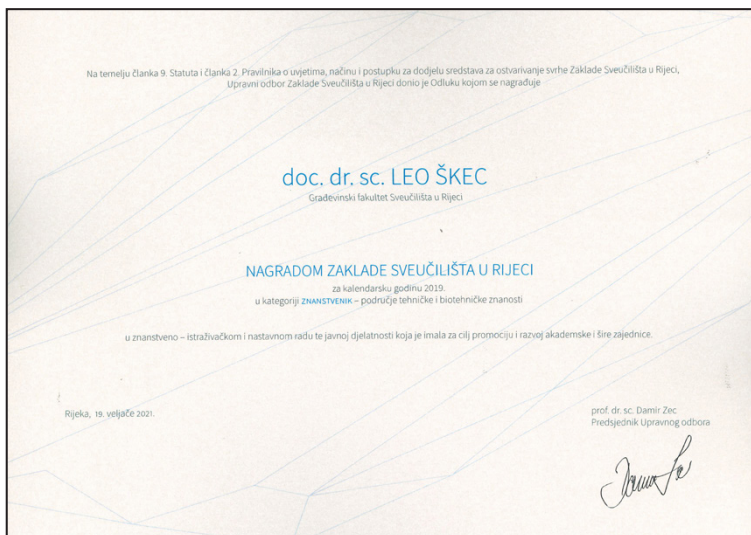 Na temelju članka 9. Statuta i članka 2. Pravilnika o uvjetima, načinu i postupku za dodjelu sredstava za ostvarivanje svrhe Zaklade Sveučilišta u Rijeci,
Upravni odbor Zaklade Sveučilišta u Rijeci donio je Odluku kojom se nagrađuje
doc. dr. sc. LEO ŠKEC
Građevinski fakultet Sveučilišta u Rijeci
NAGRADOM ZAKLADE SVEUČILIŠTA U RIJECI
za kalendarsku godinu 2019.
u kategoriji ZNANSTVENIK – područje tehničke i biotehničke znanosti
u znanstveno – istraživačkom i nastavnom radu te javnoj djelatnosti koja je imala za cilj promociju i razvoj akademske i šire zajednice.
Rijeka, 19. veljače 2021.
prof. dr. sc. Damir Zec
Predsjednik Upravnog odbora